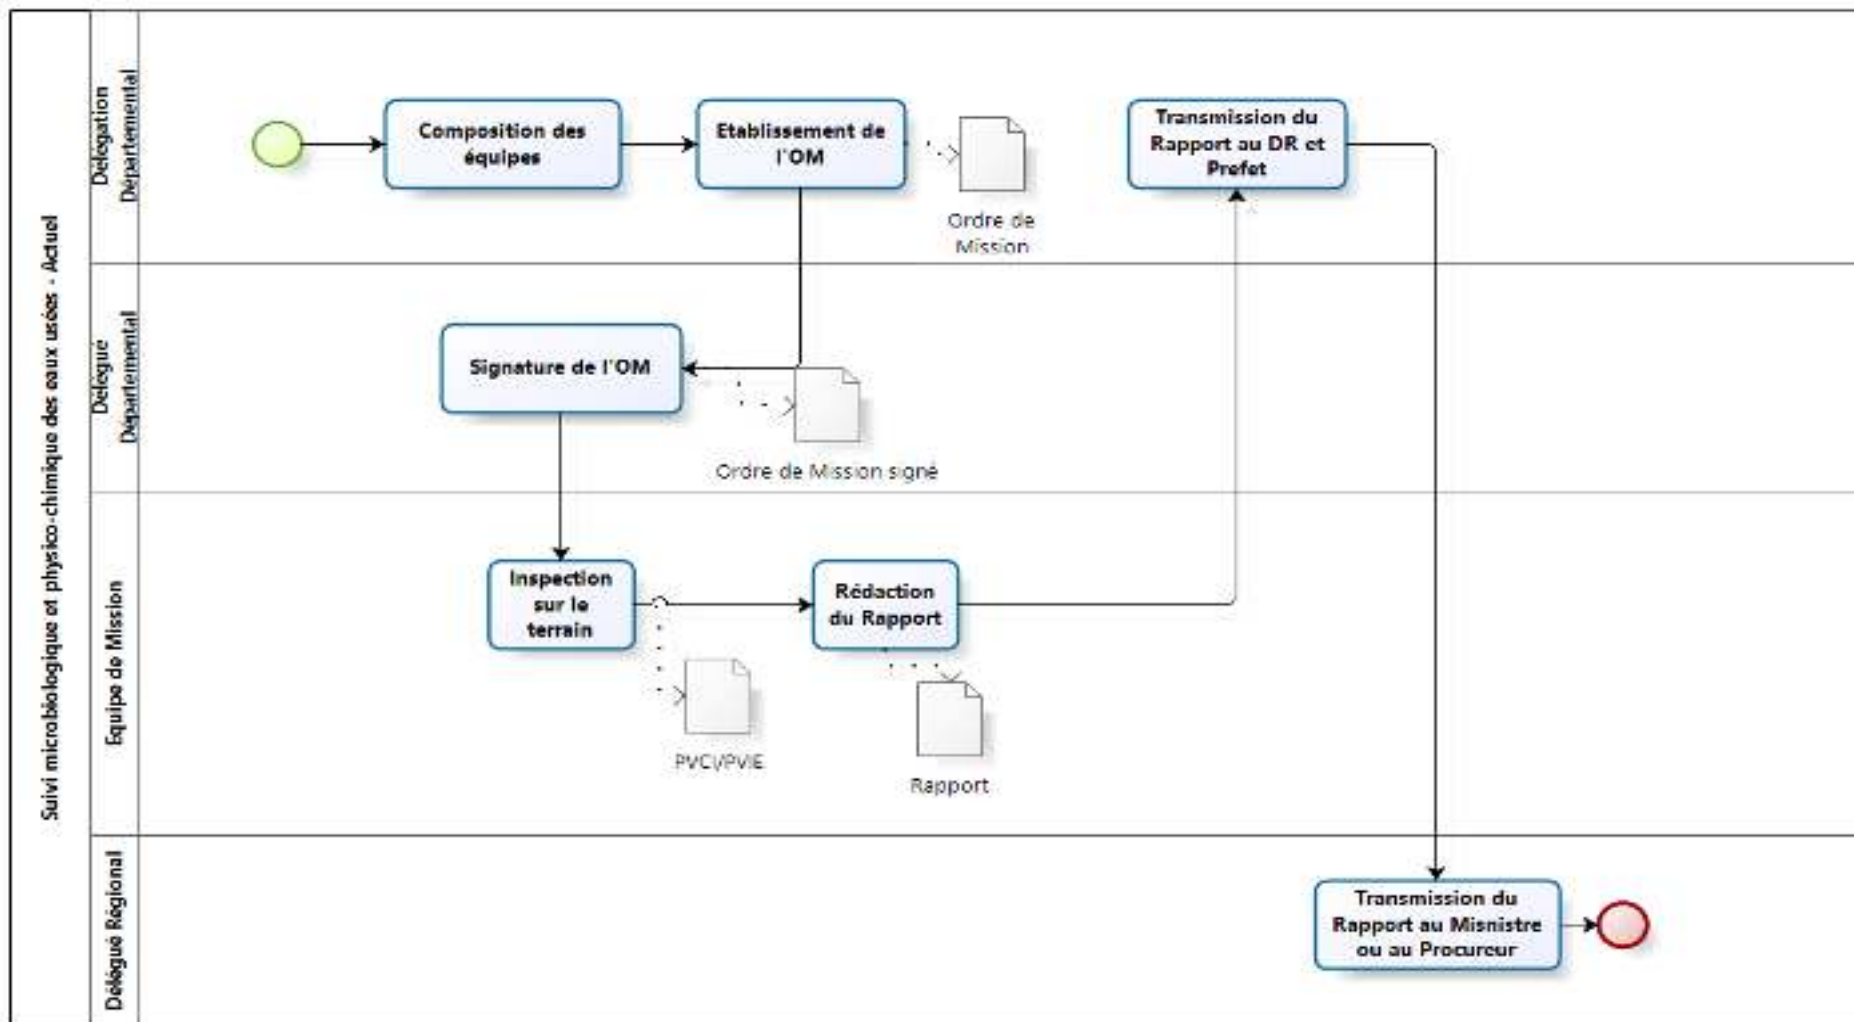 Suivi microbiologique et physico-chimique des eaux usées - Actuel
Délégation
Départemental
Composition des
équipes
Etablissement de
l'OM
Ordre de
Mission
Transmission du
Rapport au DR et
Prefet
Délégué
Départemental
Signature de l'OM
Ordre de Mission signé
Equipe de Mission
Inspection
sur le
terrain
Rédaction
du Rapport
PVCI/PVIE
Rapport
Délégué Régional
Transmission du
Rapport au Misnistre
ou au Procureur